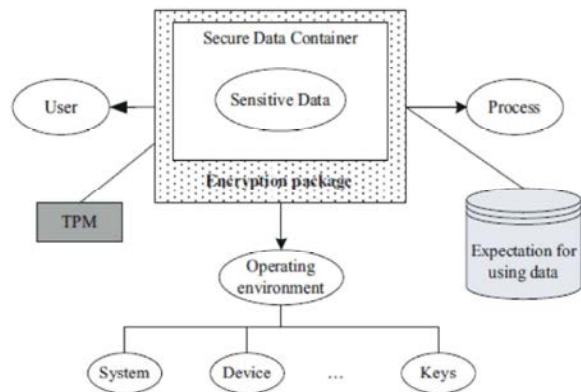 Secure Data Container
User
Sensitive Data
Process
Encryption package
TPM
Expectation for
using data
Operating
environment
System
Device
...
Keys